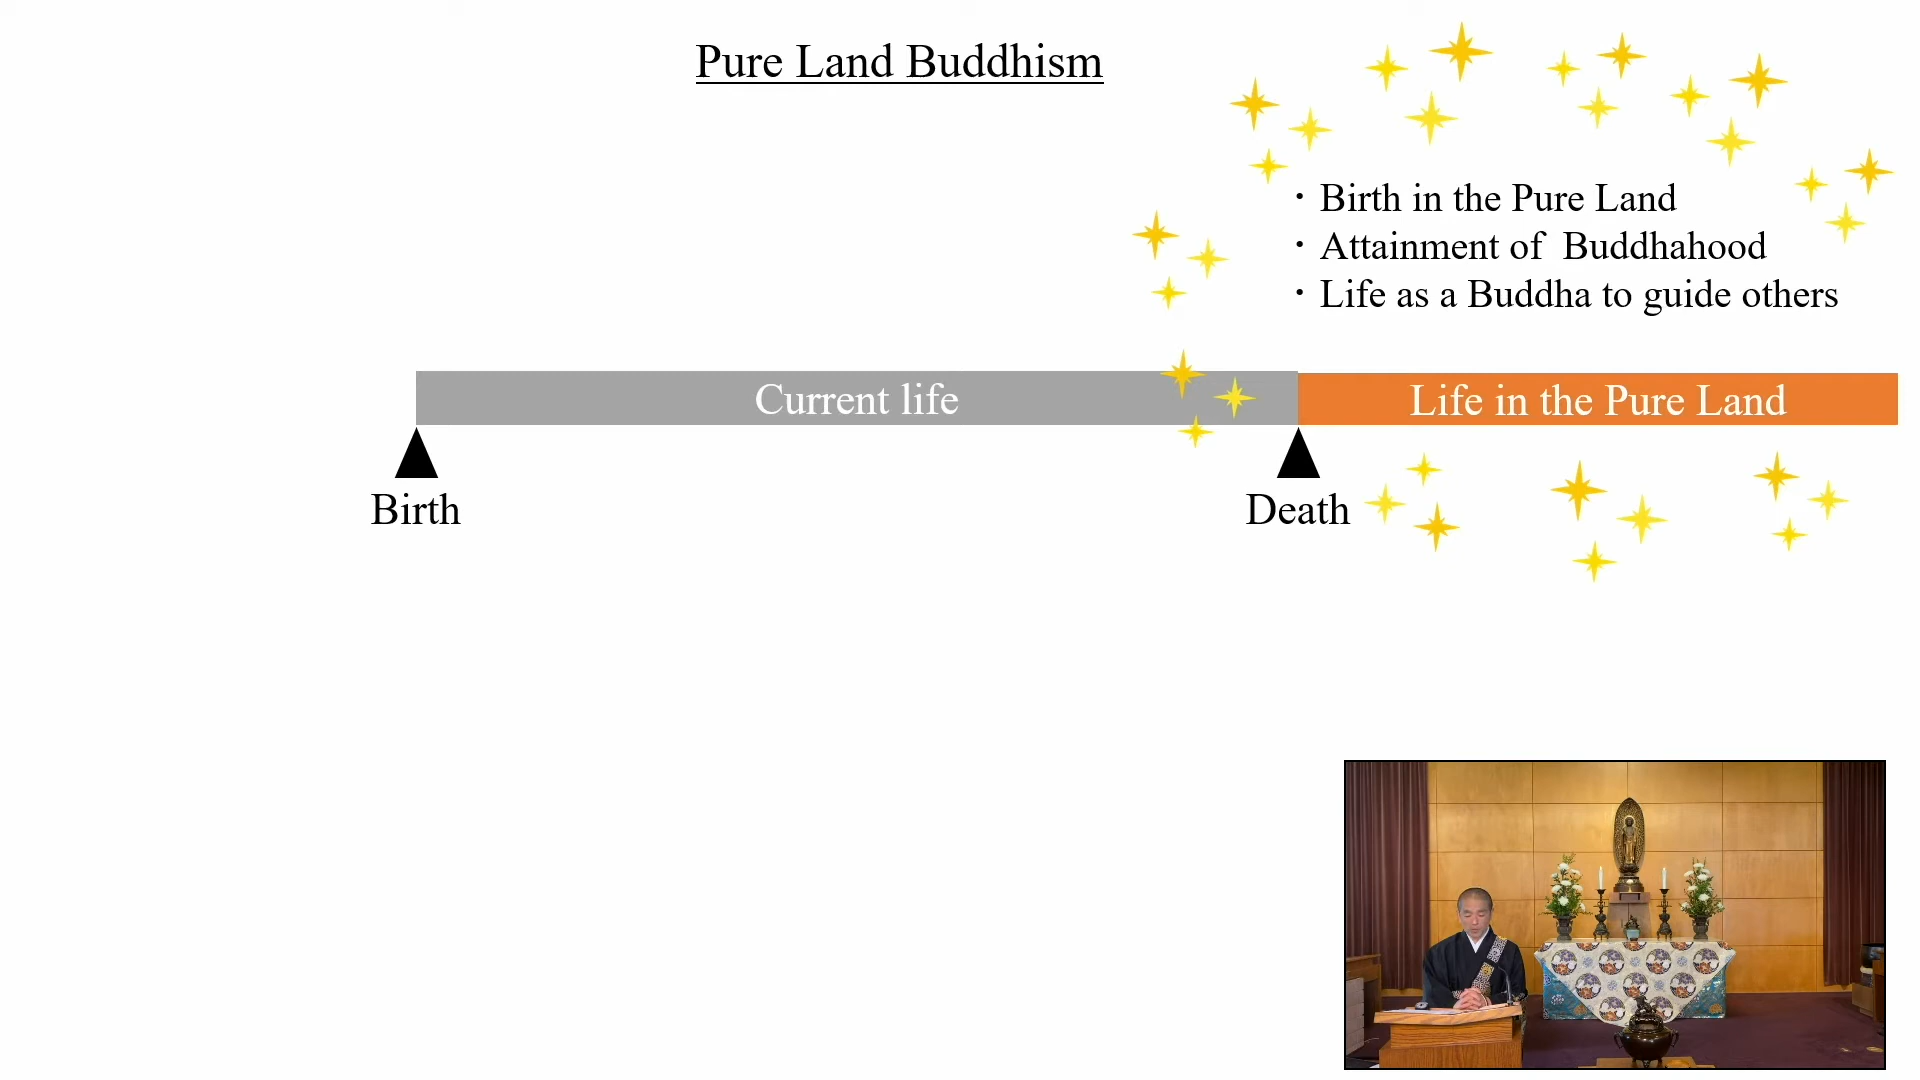 Pure Land Buddhism
・Birth in the Pure Land
・Attainment of Buddhahood
・Life as a Buddha to guide others
Current life
Life in the Pure Land
Birth
Death